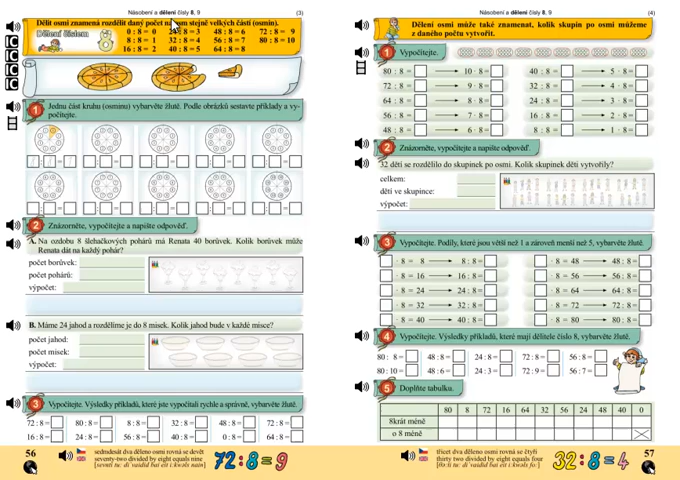 Násobení a dělení čísly 8, 9
(3)
Dělit osmi znamená rozdělit daný počet na osm stejně velkých částí (osmin).
Dělení číslem
8
0 : 8 = 0 24 : 8 = 3 48 : 8 = 6 72 : 8 = 9
8 : 8 = 1 32 : 8 = 4 56 : 8 = 7 80 : 8 = 10
16 : 8 = 2 40 : 8 = 5 64 : 8 = 8
1 Jednu část kruhu (osminu) vybarvěte žlutě. Podle obrázků sestavte příklady a vy-
počítejte.
2 Znázorněte, vypočítejte a napište odpověď.
A. Na ozdobu 8 šlehačkových pohárů má Renata 40 borůvek. Kolik borůvek může
Renata dát na každý pohár?
počet borůvek:
počet pohárů:
výpočet:
B. Máme 24 jahod a rozdělíme je do 8 misek. Kolik jahod bude v každé misce?
počet jahod:
počet misek:
výpočet:
3 Vypočítejte. Výsledky příkladů, které jste vypočítali rychle a správně, vybarvěte žlutě.
72 : 8 = 80 : 8 = 8 : 8 = 32 : 8 = 48 : 8 = 72 : 8 =
16 : 8 = 24 : 8 = 56 : 8 = 40 : 8 = 0 : 8 = 64 : 8 =
56
sedmdesát dva děleno osmi rovná se devět
seventy-two divided by eight equals nine
72 : 8 = 9
Násobení a dělení čísly 8, 9
(4)
Dělení osmi může také znamenat, kolik skupin po osmi můžeme
z daného počtu vytvořit.
1 Vypočítejte.
80 : 8 = 10 · 8 = 40 : 8 = 5 · 8 =
72 : 8 = 9 · 8 = 32 : 8 = 4 · 8 =
64 : 8 = 8 · 8 = 24 : 8 = 3 · 8 =
56 : 8 = 7 · 8 = 16 : 8 = 2 · 8 =
48 : 8 = 6 · 8 = 8 : 8 = 1 · 8 =
2 Znázorněte, vypočítejte a napište odpověď.
32 dětí se rozdělilo do skupinek po osmi. Kolik skupinek děti vytvořily?
celkem:
děti ve skupince:
výpočet:
3 Vypočítejte. Podíly, které jsou větší než 1 a zároveň menší než 5, vybarvěte žlutě.
· 8 = 8 8 : 8 = · 8 = 48 48 : 8 =
· 8 = 16 16 : 8 = · 8 = 56 56 : 8 =
· 8 = 24 24 : 8 = · 8 = 64 64 : 8 =
· 8 = 32 32 : 8 = · 8 = 72 72 : 8 =
· 8 = 40 40 : 8 = · 8 = 80 80 : 8 =
4 Vypočítejte. Výsledky příkladů, které mají dělitele číslo 8, vybarvěte žlutě.
80 : 8 = 48 : 8 = 24 : 8 = 72 : 8 = 56 : 8 =
80 : 10 = 48 : 6 = 24 : 3 = 72 : 9 = 56 : 7 =
5 Doplňte tabulku.
80 8 72 16 32 56 24 48 64 40 0
8krát méně
o 8 méně
třicet dva děleno osmi rovná se čtyři
thirty two divided by eight equals four
32 : 8 = 4
57